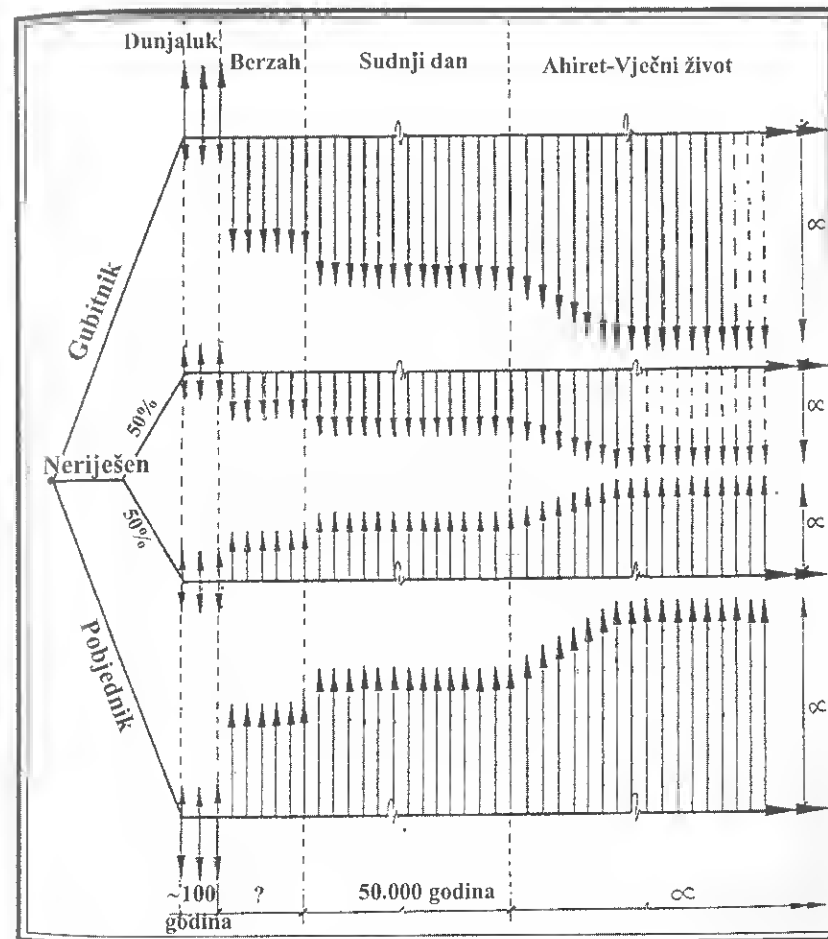 Dunjaluk
Berzah
Sudnji dan
Ahiret-Vječni život
∝
Gubitnik
∝
50%
Neriješen
50%
∝
Pobjednik
∝
~100
godina
?
50.000 godina
∝